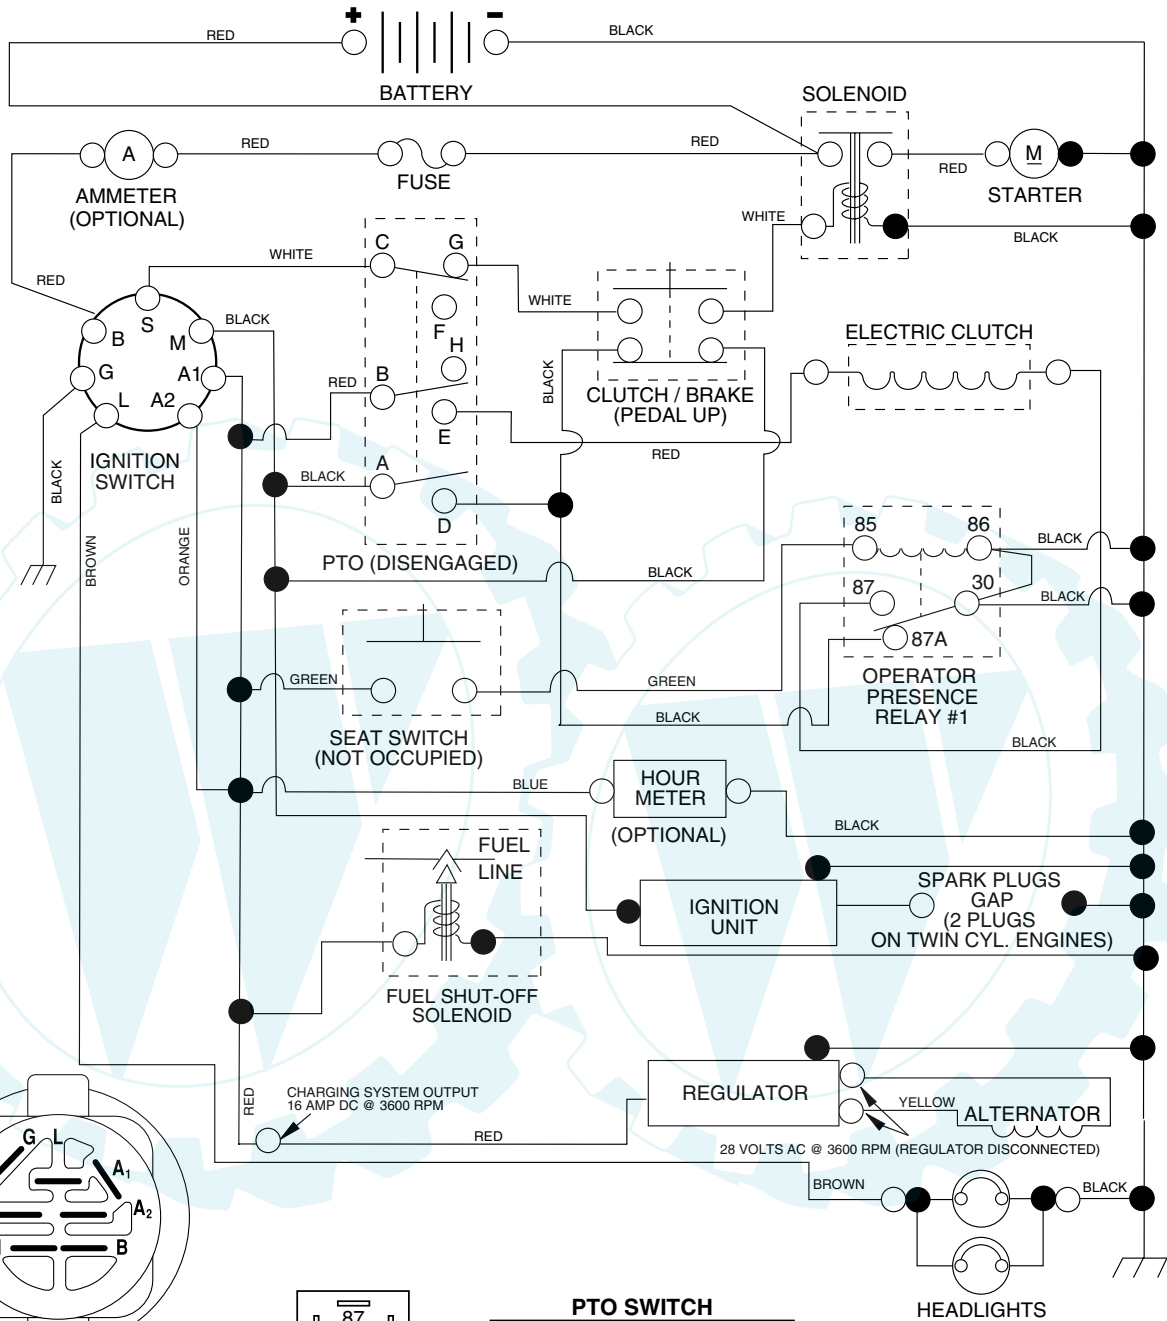 + −
RED
BLACK
BATTERY
SOLENOID
A
RED
RED
RED
M
AMMETER
(OPTIONAL)
FUSE
STARTER
WHITE
BLACK
C G
WHITE
RED
WHITE
F
S
BLACK
B
M
H
ELECTRIC CLUTCH
G
A1
B
RED
BLACK
CLUTCH / BRAKE
(PEDAL UP)
L A2
E
RED
IGNITION
SWITCH
A
BLACK
BLACK
D
85 86
BLACK
BROWN
ORANGE
PTO (DISENGAGED)
BLACK
87
30
BLACK
87A
OPERATOR
PRESENCE
RELAY #1
GREEN
GREEN
BLACK
SEAT SWITCH
(NOT OCCUPIED)
BLACK
BLUE
HOUR
METER
(OPTIONAL)
BLACK
FUEL
LINE
SPARK PLUGS
GAP
(2 PLUGS
ON TWIN CYL. ENGINES)
IGNITION
UNIT
FUEL SHUT-OFF
SOLENOID
RED
CHARGING SYSTEM OUTPUT
16 AMP DC @ 3600 RPM
REGULATOR
YELLOW
ALTERNATOR
RED
28 VOLTS AC @ 3600 RPM (REGULATOR DISCONNECTED)
G L
A1
A2
B
BROWN
BLACK
HEADLIGHTS
87
PTO SWITCH